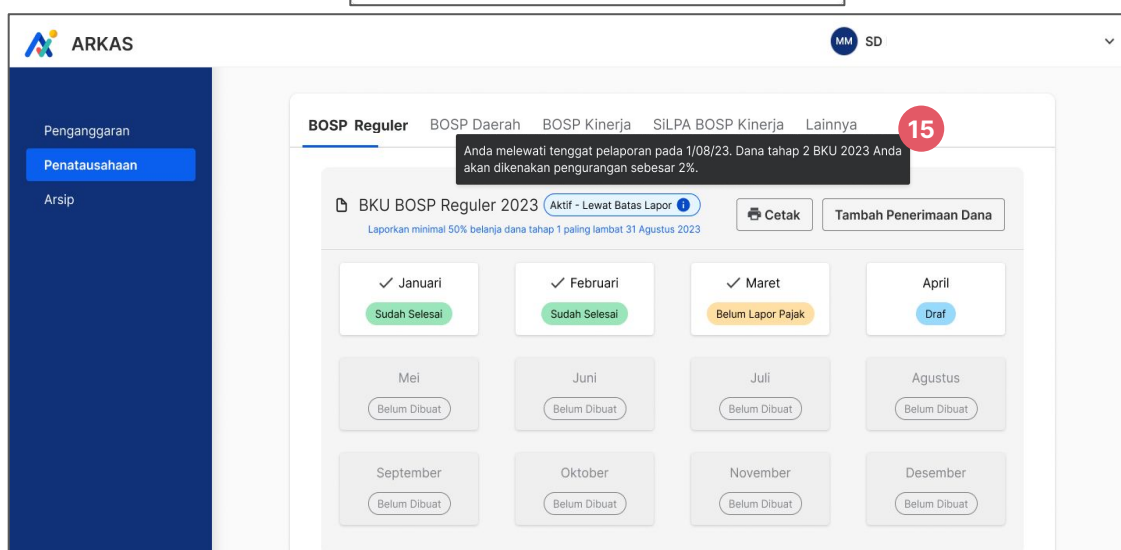 ARKAS
MM SD
Penganggaran
Penatausahaan
Arsip
BOSP Reguler BOSP Daerah BOSP Kinerja SiLPA BOSP Kinerja Lainnya
15
Anda melewati tenggat pelaporan pada 1/08/23. Dana tahap 2 BKU 2023 Anda
akan dikenakan pengurangan sebesar 2%.
BKU BOSP Reguler 2023 Aktif - Lewat Batas Lapor i Cetak Tambah Penerimaan Dana
Laporkan minimal 50% belanja dana tahap 1 paling lambat 31 Agustus 2023
Januari Februari Maret April
Sudah Selesai Sudah Selesai Belum Lapor Pajak Draf
Mei Juni Juli Agustus
Belum Dibuat Belum Dibuat Belum Dibuat Belum Dibuat
September Oktober November Desember
Belum Dibuat Belum Dibuat Belum Dibuat Belum Dibuat